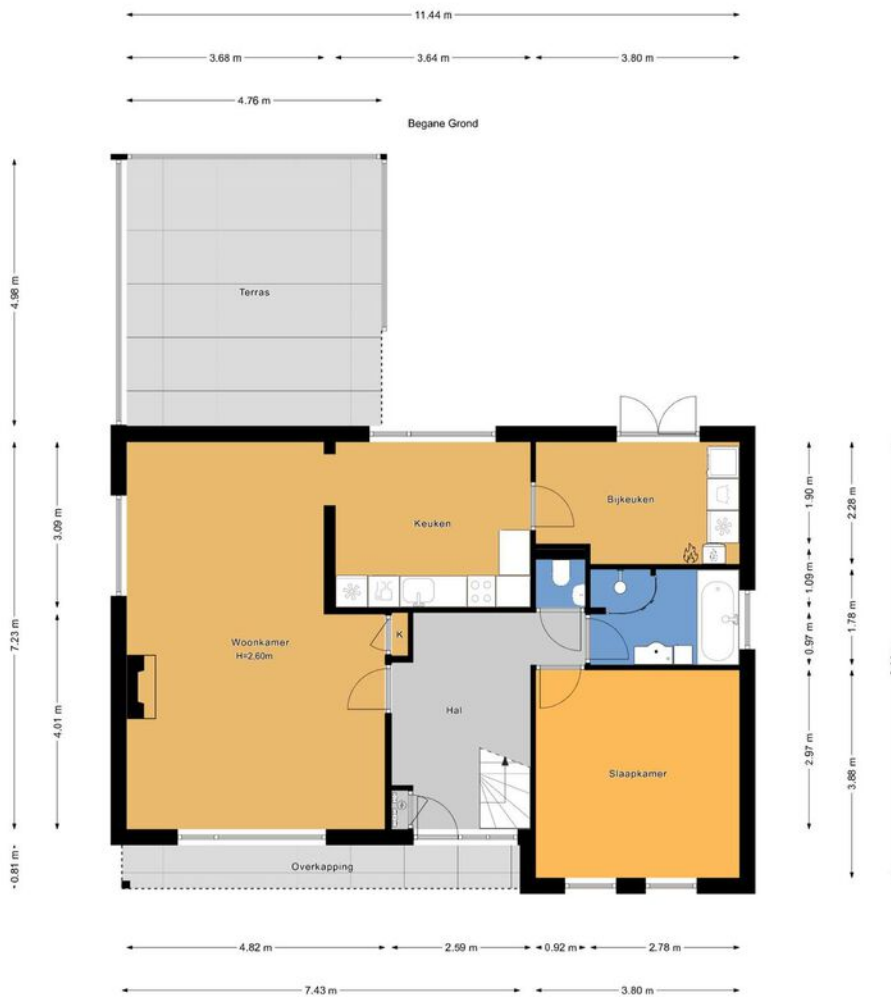 11.44 m
3.68 m
3.64 m
3.80 m
4.76 m
Begane Grond
4.98 m
Terras
7.23 m
3.09 m
4.01 m
0.81 m
Keuken
Bijkeuken
Woonkamer
H=2,60m
K
Hal
Slaapkamer
Overkapping
1.90 m
1.09 m
0.97 m
2.97 m
2.28 m
1.78 m
3.88 m
4.82 m
2.59 m
0.92 m
2.78 m
7.43 m
3.80 m